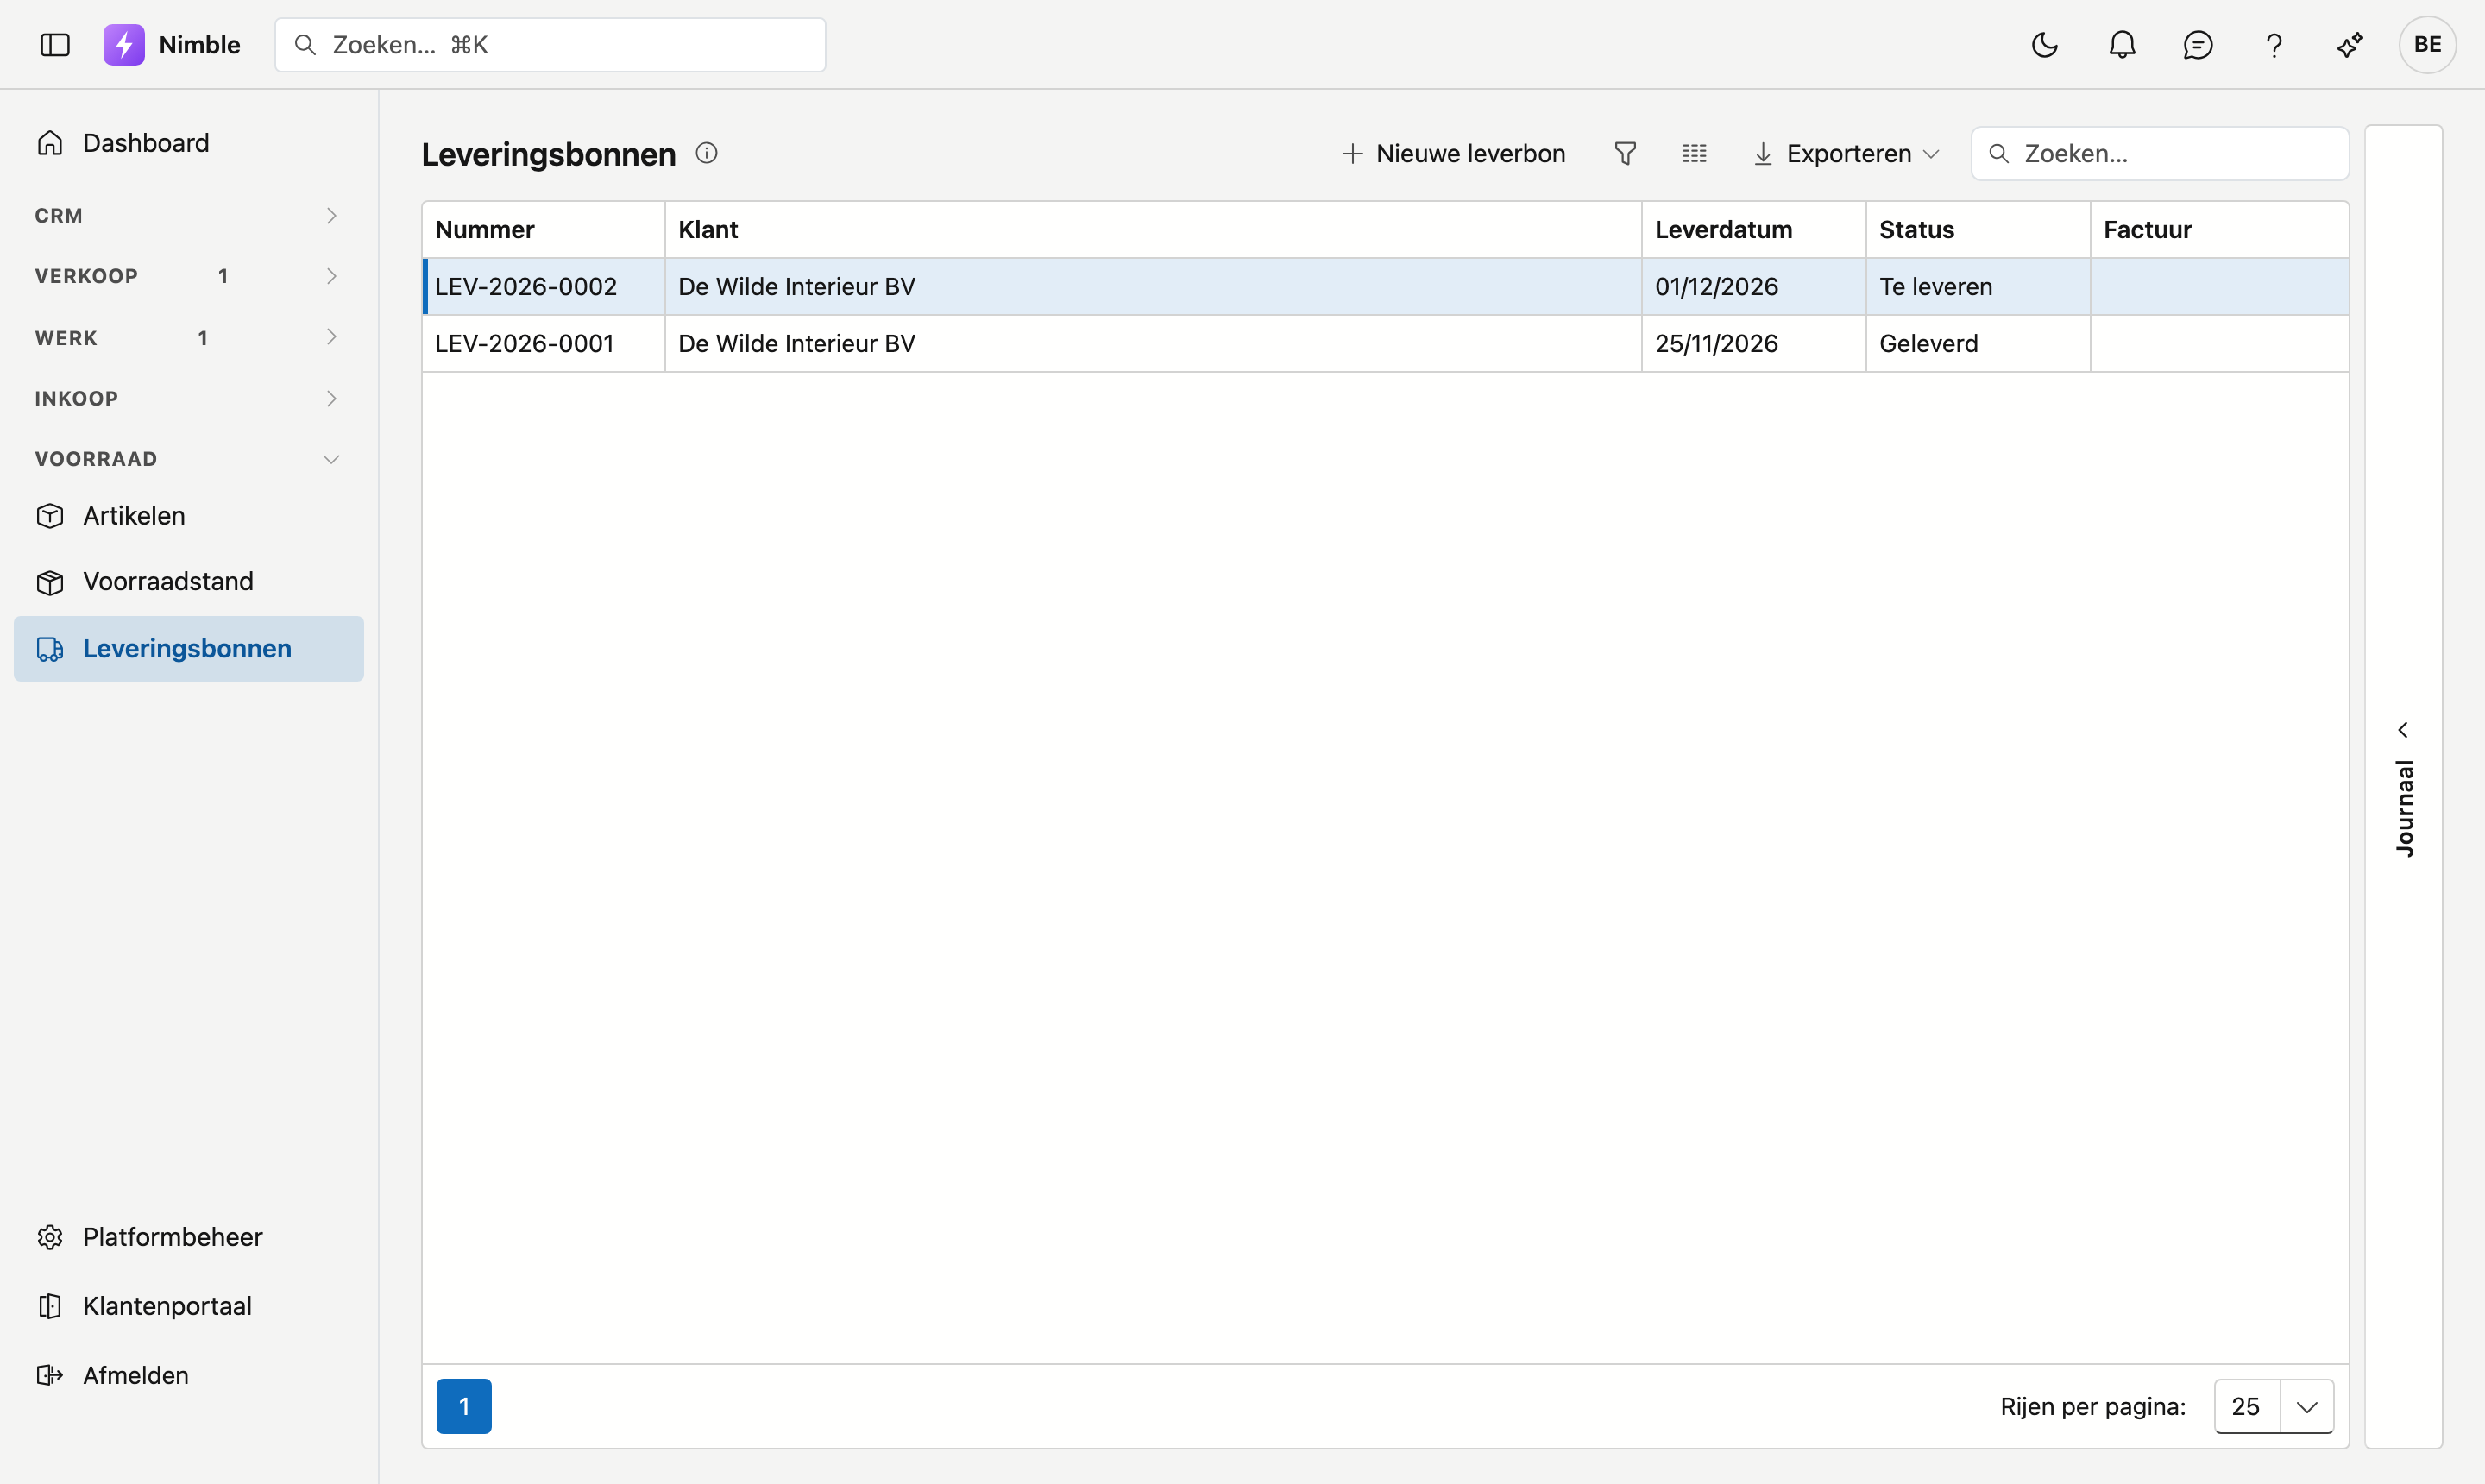 Nimble
Zoeken... ⌘K
BE
Dashboard
CRM
VERKOOP 1
WERK 1
INKOOP
VOORRAAD
Artikelen
Voorraadstand
Leveringsbonnen
Platformbeheer
Klantenportaal
Afmelden
Leveringsbonnen
Nieuwe leverbon
Exporteren
Zoeken...
Nummer Klant Leverdatum Status Factuur
LEV-2026-0002 De Wilde Interieur BV 01/12/2026 Te leveren
LEV-2026-0001 De Wilde Interieur BV 25/11/2026 Geleverd
1
Rijen per pagina: 25
Journaal